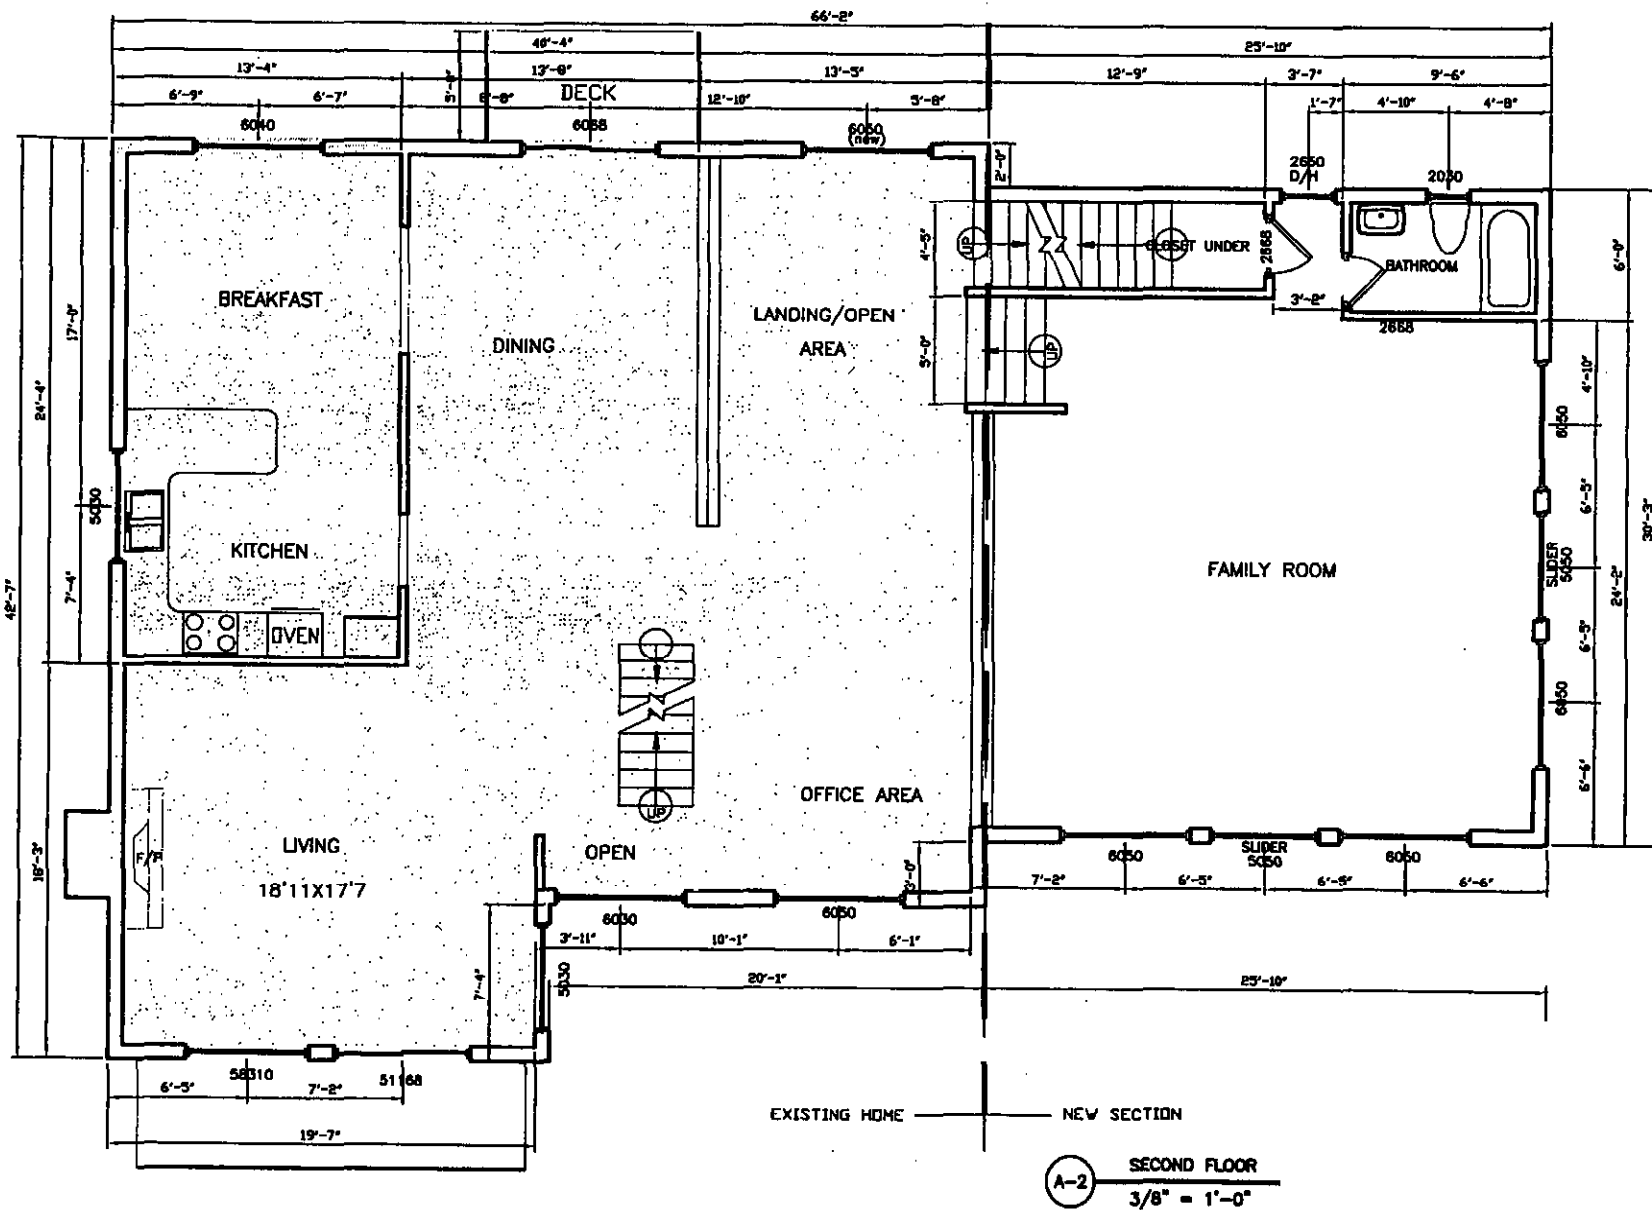 66'-2"
40'-4"
25'-10"
13'-4"
13'-8"
13'-5"
12'-9"
3'-7"
9'-6"
6'-9"
6'-7"
8'-8"
DECK
12'-10"
5'-8"
1'-7"
4'-10"
4'-8"
6040
6068
6050
(new)
2'-0"
2650
D/H
2030
4'-5"
UP
CLOSET UNDER
2668
BATHROOM
6'-0"
BREAKFAST
3'-2"
LANDING/OPEN
AREA
2668
17'-0"
DINING
5'-0"
UP
4'-10"
24'-4"
6050
5030
6'-5"
30'-3"
KITCHEN
FAMILY ROOM
SLIDER
5050
24'-2"
7'-4"
42'-7"
OVEN
6'-5"
6050
OFFICE AREA
6'-6"
UP
LIVING
OPEN
F/P
18'-3"
18'11X17'7
3'-0"
6050
SLIDER
5050
6050
7'-2"
6'-5"
6'-5"
6'-6"
6030
6050
3'-11"
10'-1"
6'-1"
7'-4"
5030
20'-1"
25'-10"
58310
51168
6'-5"
7'-2"
EXISTING HOME
NEW SECTION
19'-7"
A-2
SECOND FLOOR
3/8" = 1'-0"